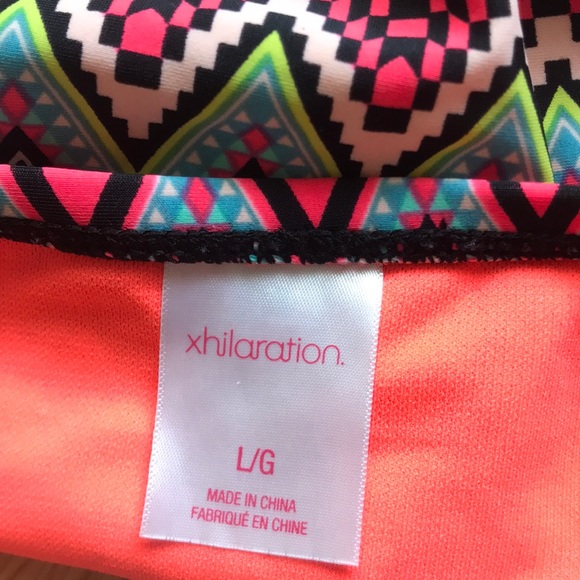 xhilaration.
L/G
MADE IN CHINA
FABRIQUÉ EN CHINE